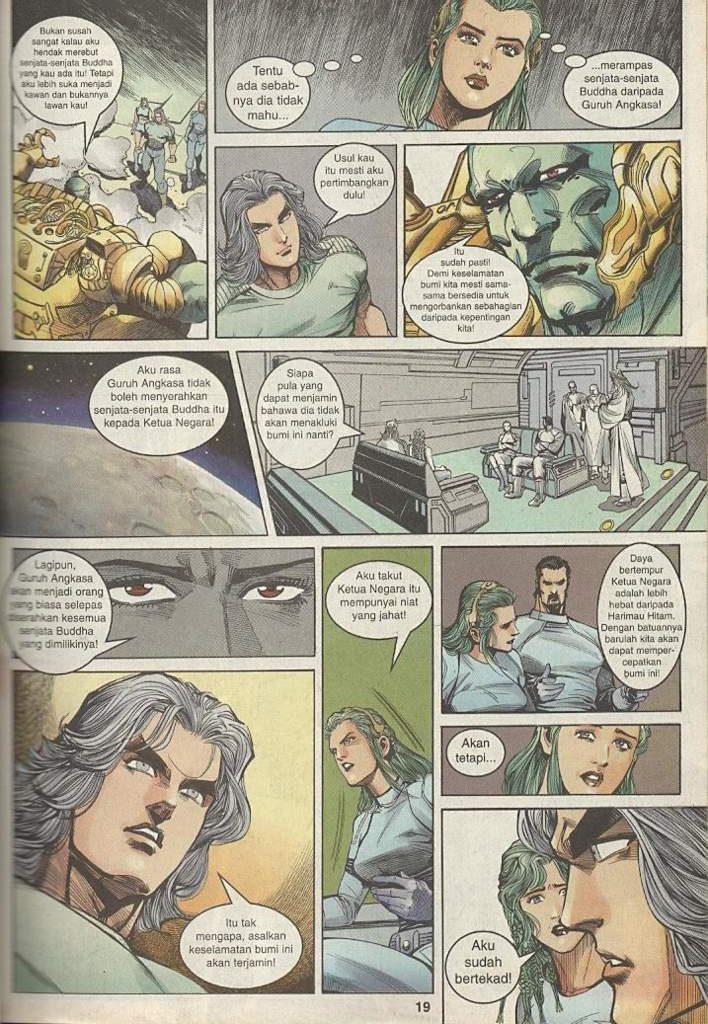 Bukan susah
sangat kalau aku
hendak merebut
senjata-senjata Buddha
yang kau ada itu! Tetapi
aku lebih suka menjadi
kawan dan bukannya
lawan kau!
Tentu
ada sebab-
nya dia tidak
mahu...
...merampas
senjata-senjata
Buddha daripada
Guruh Angkasa!
Usul kau
itu mesti aku
pertimbangkan
dulu!
Itu
sudah pasti!
Demi keselamatan
bumi kita mesti sama-
sama bersedia untuk
mengorbankan sebahagian
daripada kepentingan
kita!
Aku rasa
Guruh Angkasa tidak
boleh menyerahkan
senjata-senjata Buddha itu
kepada Ketua Negara!
Siapa
pula yang
dapat menjamin
bahawa dia tidak
akan menakluki
bumi ini nanti?
Lagipun,
Guruh Angkasa
akan menjadi orang
yang biasa selepas
diserahkan kesemua
senjata Buddha
yang dimilikinya!
Aku takut
Ketua Negara itu
mempunyai niat
yang jahat!
Daya
bertempur
Ketua Negara
adalah lebih
hebat daripada
Harimau Hitam.
Dengan batuannya
barulah kita akan
dapat memper-
cepatkan
bumi ini!
Akan
tetapi...
Itu tak
mengapa, asalkan
keselamatan bumi ini
akan terjamin!
Aku
sudah
bertekad!
19